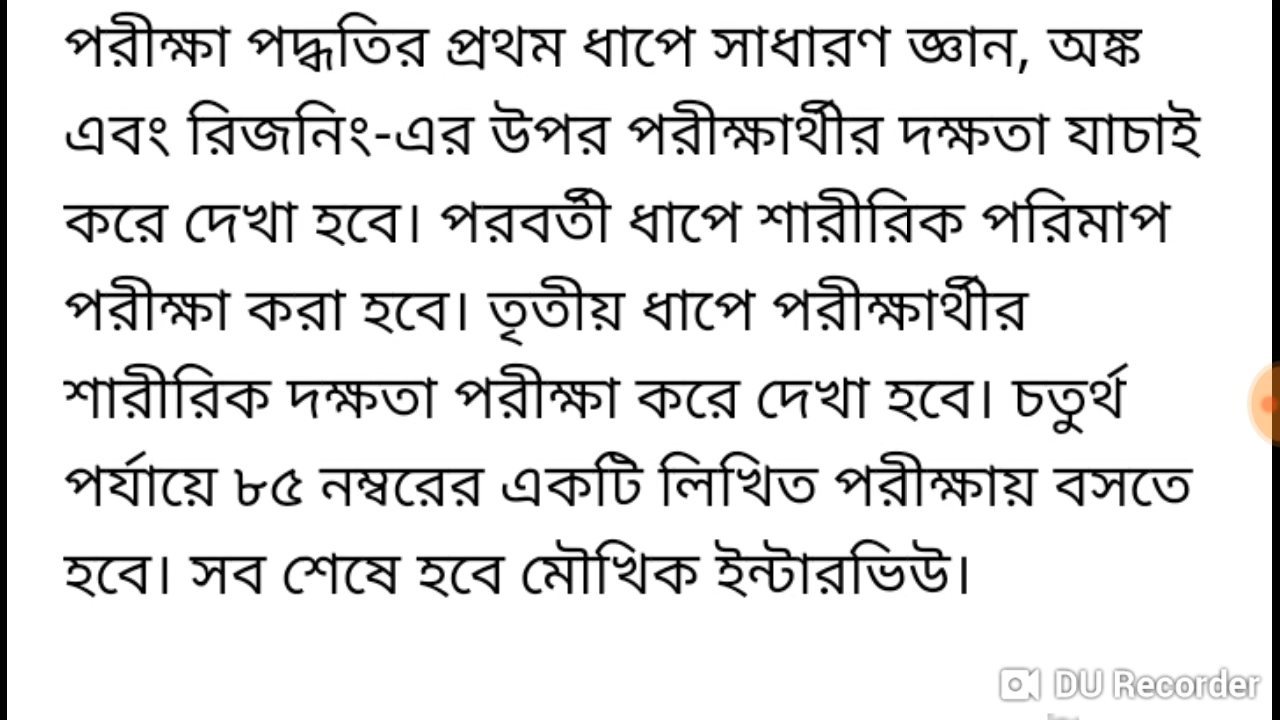 পরীক্ষা পদ্ধতির প্রথম ধাপে সাধারণ জ্ঞান, অঙ্ক
এবং রিজনিং-এর উপর পরীক্ষার্থীর দক্ষতা যাচাই
করে দেখা হবে। পরবর্তী ধাপে শারীরিক পরিমাপ
পরীক্ষা করা হবে। তৃতীয় ধাপে পরীক্ষার্থীর
শারীরিক দক্ষতা পরীক্ষা করে দেখা হবে। চতুর্থ
পর্যায়ে ৮৫ নম্বরের একটি লিখিত পরীক্ষায় বসতে
হবে। সব শেষে হবে মৌখিক ইন্টারভিউ।
DU Recorder